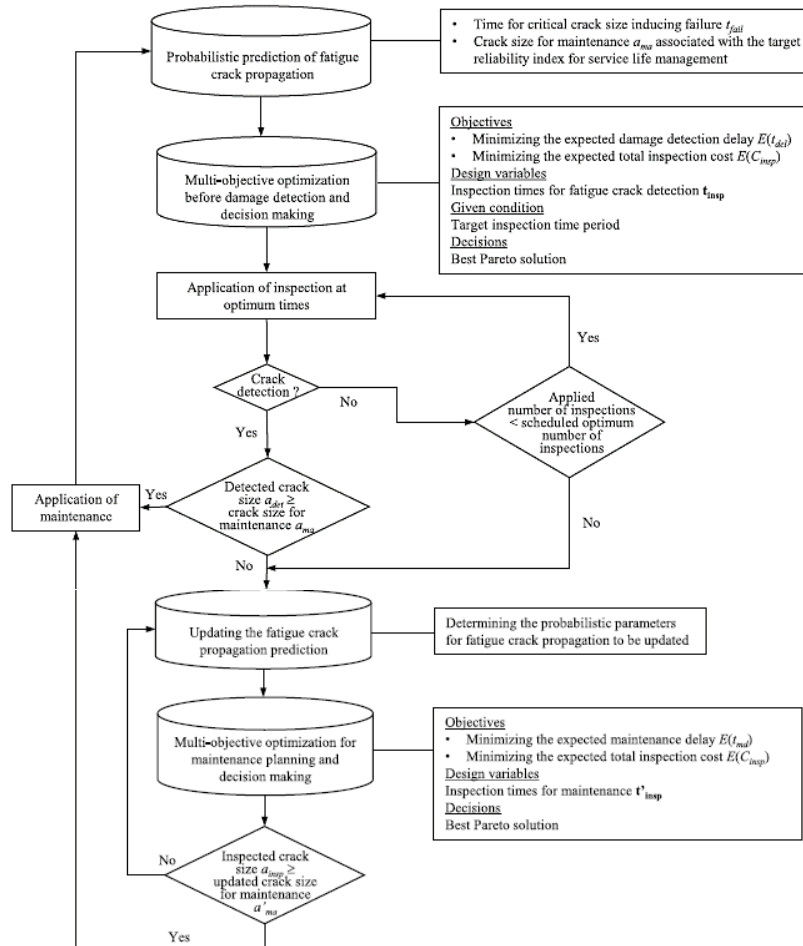 Probabilistic prediction of fatigue
crack propagation
• Time for critical crack size inducing failure t_fail
• Crack size for maintenance a_ma associated with the target
reliability index for service life management
Multi-objective optimization
before damage detection and
decision making
Objectives
• Minimizing the expected damage detection delay E(t_del)
• Minimizing the expected total inspection cost E(C_insp)
Design variables
Inspection times for fatigue crack detection t_insp
Given condition
Target inspection time period
Decisions
Best Pareto solution
Application of inspection at
optimum times
Yes
Crack
detection ?
No
Applied
number of inspections
< scheduled optimum
number of
inspections
Yes
Detected crack
size a_det ≥
crack size for
maintenance a_ma
Yes
Application of
maintenance
No
No
Updating the fatigue crack
propagation prediction
Determining the probabilistic parameters
for fatigue crack propagation to be updated
Multi-objective optimization for
maintenance planning and
decision making
Objectives
• Minimizing the expected maintenance delay E(t_md)
• Minimizing the expected total inspection cost E(C_insp)
Design variables
Inspection times for maintenance t'_insp
Decisions
Best Pareto solution
No
Inspected crack
size a_insp ≥
updated crack size
for maintenance
a'_ma
Yes